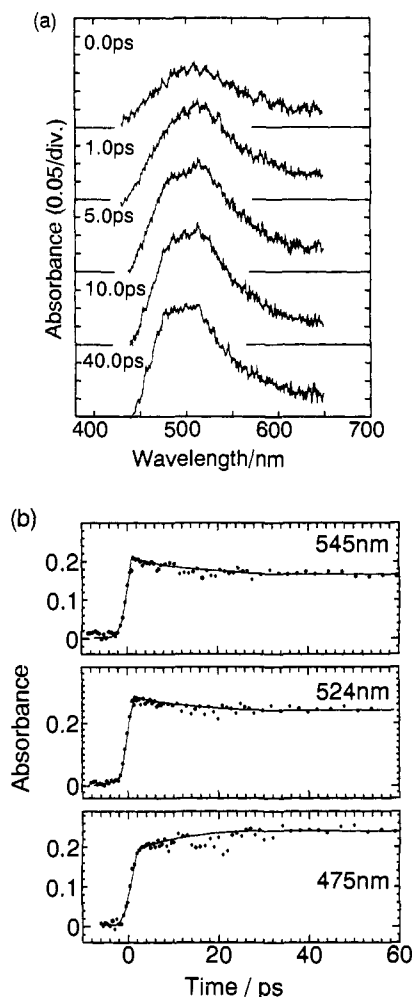 (a)
0.0ps
1.0ps
5.0ps
10.0ps
40.0ps
Absorbance (0.05/div.)
400 500 600 700
Wavelength/nm
(b)
545nm
0.2
0.1
0
524nm
0.2
0
475nm
0.2
0.1
0
Absorbance
0 20 40 60
Time / ps